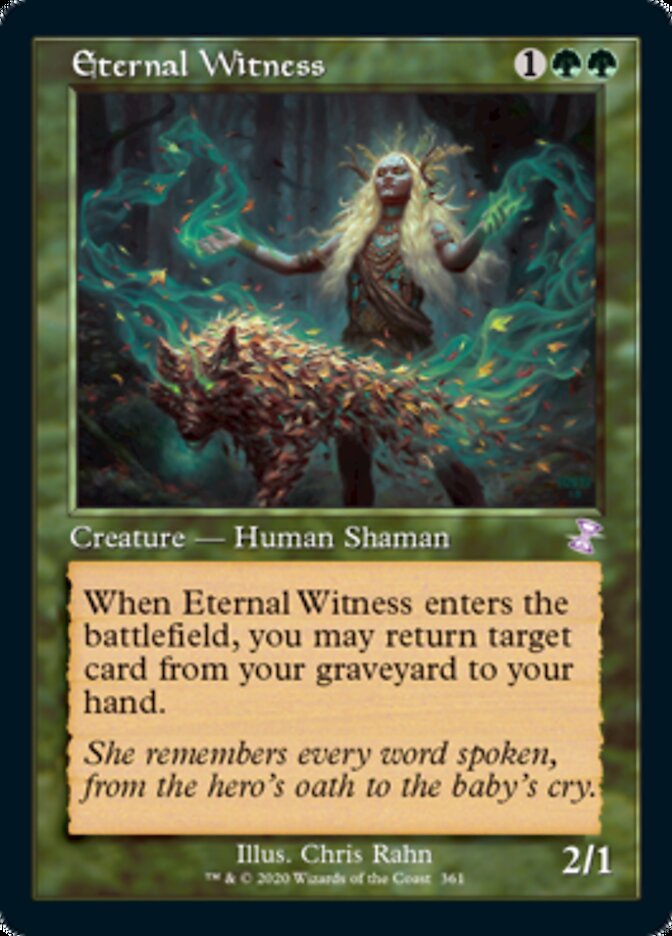 Eternal Witness 1
Creature — Human Shaman
When Eternal Witness enters the
battlefield, you may return target
card from your graveyard to your
hand.
She remembers every word spoken,
from the hero's oath to the baby's cry.
Illus. Chris Rahn
™ & © 2020 Wizards of the Coast 361
2/1